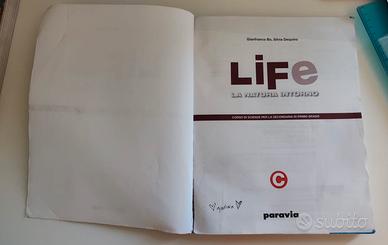 Gianfranco Bo, Silvia Dequino
LIFe
LA NATURA INTORNO
CORSO DI SCIENZE PER LA SECONDARIA DI PRIMO GRADO
C
paravia
subito